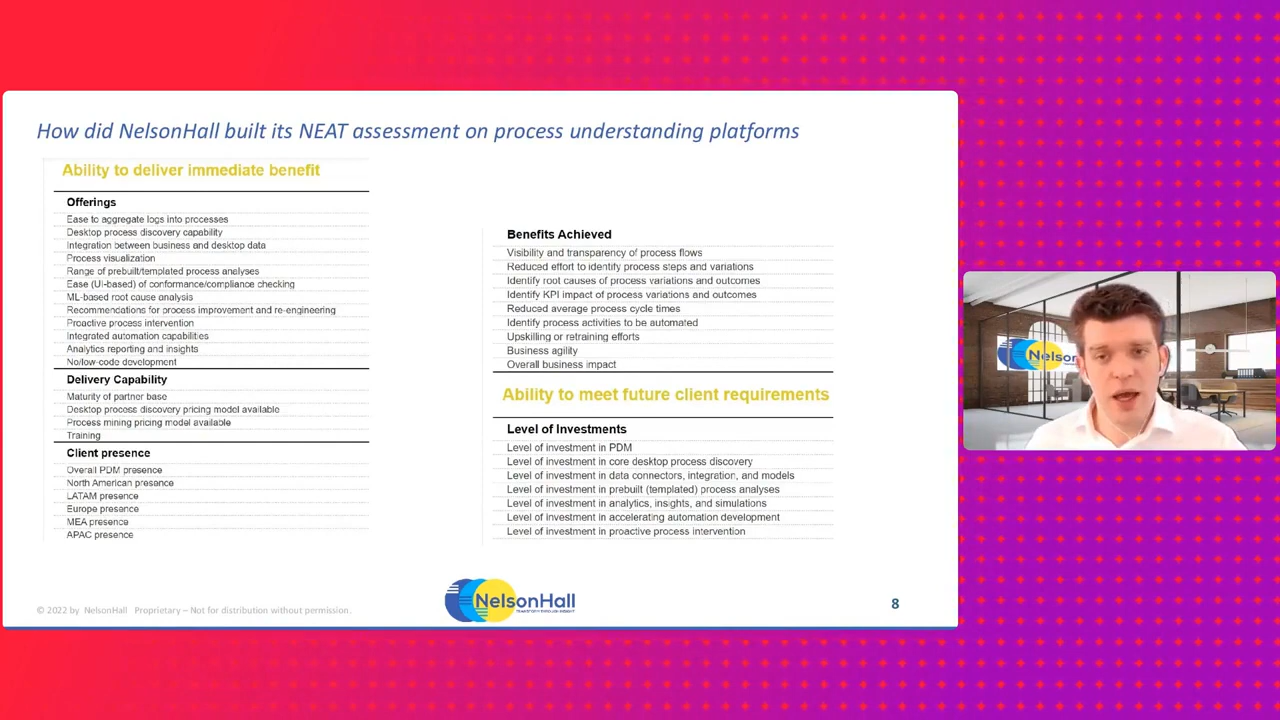 How did NelsonHall built its NEAT assessment on process understanding platforms
Ability to deliver immediate benefit
Offerings
Ease to aggregate logs into processes
Desktop process discovery capability
Integration between business and desktop data
Process visualization
Range of prebuilt/templated process analyses
Ease (UI-based) of conformance/compliance checking
ML-based root cause analysis
Recommendations for process improvement and re-engineering
Proactive process intervention
Integrated automation capabilities
Analytics reporting and insights
No/low-code development
Delivery Capability
Maturity of partner base
Desktop process discovery pricing model available
Process mining pricing model available
Training
Client presence
Overall PDM presence
North American presence
LATAM presence
Europe presence
MEA presence
APAC presence
Benefits Achieved
Visibility and transparency of process flows
Reduced effort to identify process steps and variations
Identify root causes of process variations and outcomes
Identify KPI impact of process variations and outcomes
Reduced average process cycle times
Identify process activities to be automated
Upskilling or retraining efforts
Business agility
Overall business impact
Ability to meet future client requirements
Level of Investments
Level of investment in PDM
Level of investment in core desktop process discovery
Level of investment in data connectors, integration, and models
Level of investment in prebuilt (templated) process analyses
Level of investment in analytics, insights, and simulations
Level of investment in accelerating automation development
Level of investment in proactive process intervention
© 2022 by NelsonHall Proprietary – Not for distribution without permission.
NelsonHall
8
Nelson